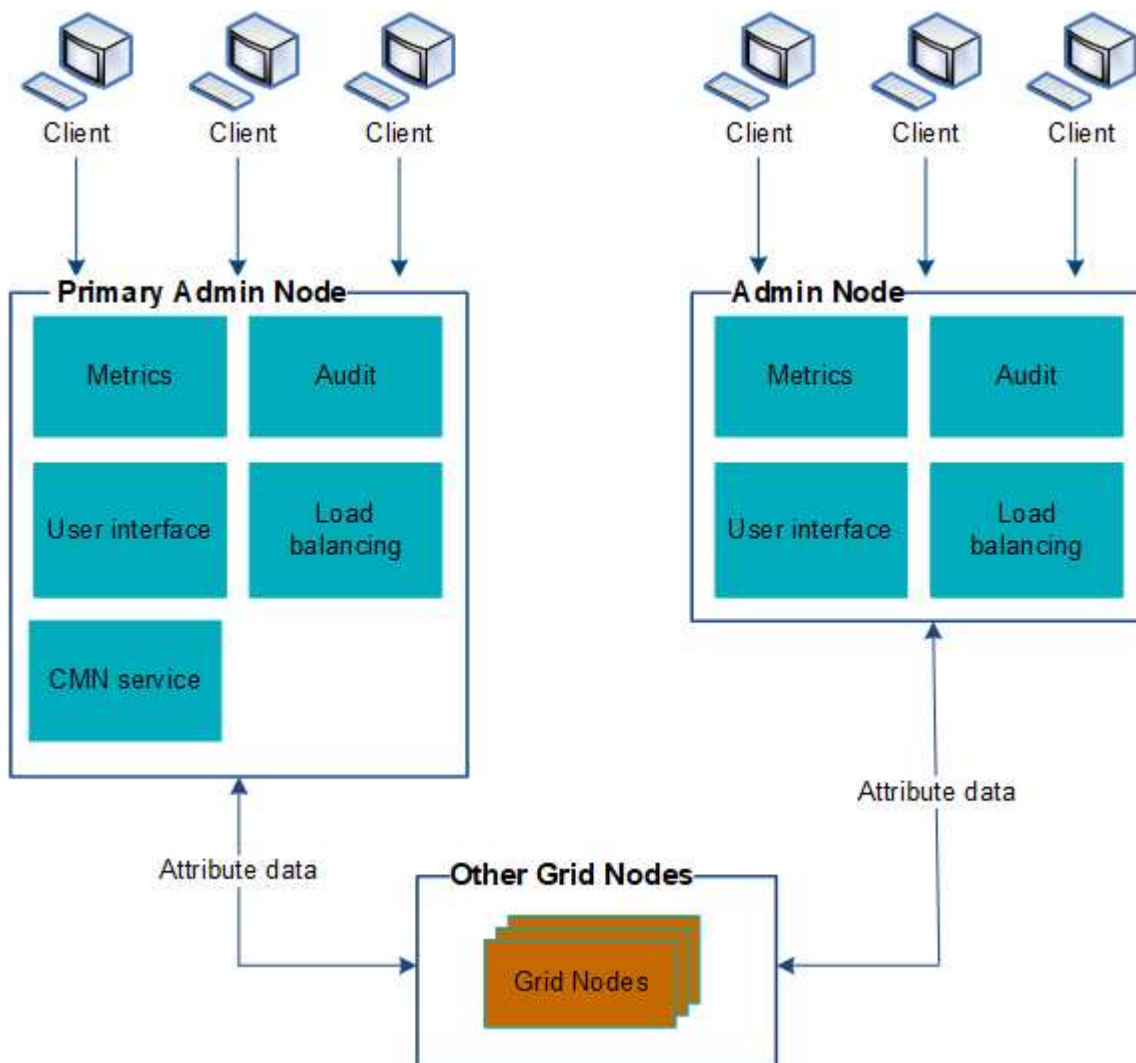 Client
Client
Client
Client
Client
Client
Primary Admin Node
Metrics
Audit
User interface
Load
balancing
CMN service
Admin Node
Metrics
Audit
User interface
Load
balancing
Attribute data
Attribute data
Other Grid Nodes
Grid Nodes